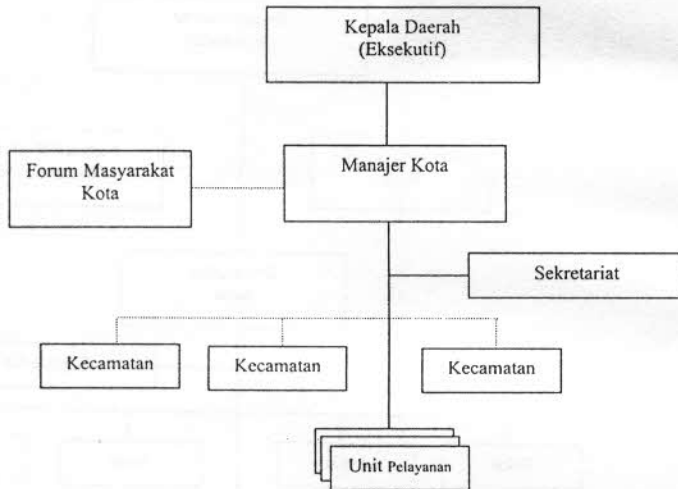 Kepala Daerah
(Eksekutif)
Forum Masyarakat
Kota
Manajer Kota
Sekretariat
Kecamatan
Kecamatan
Kecamatan
Unit Pelayanan